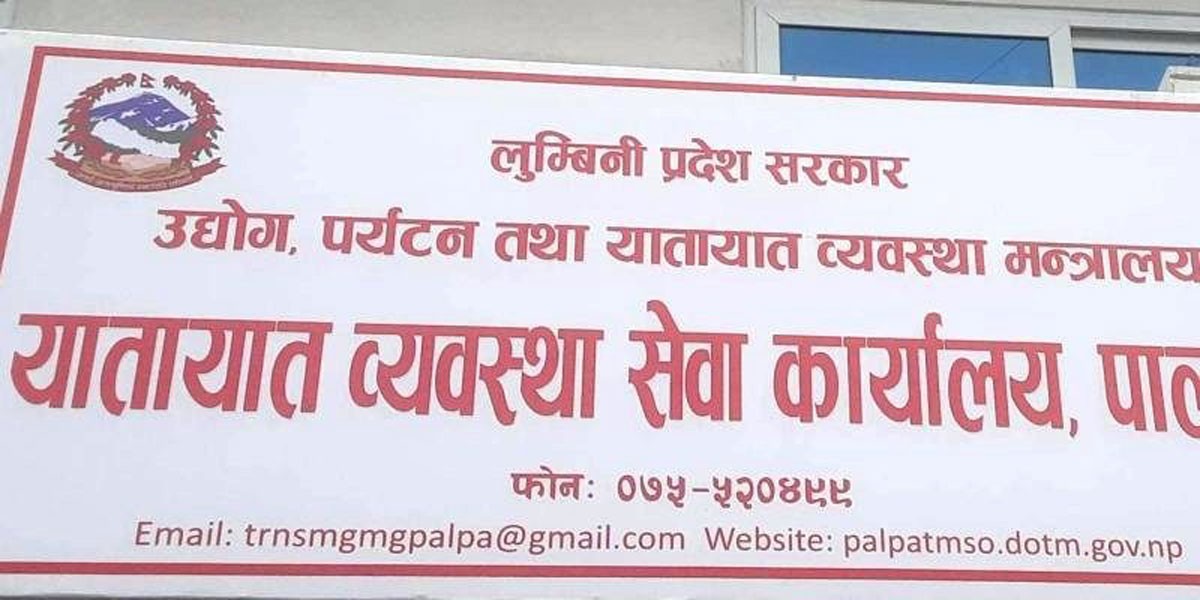 लुम्बिनी प्रदेश सरकार
उद्योग, पर्यटन तथा यातायात व्यवस्था मन्त्रालय
यातायात व्यवस्था सेवा कार्यालय,
फोनः ०७५-५२०४९९
Email: trnsmgmgpalpa@gmail.com Website: palpatmso.dotm.gov.np